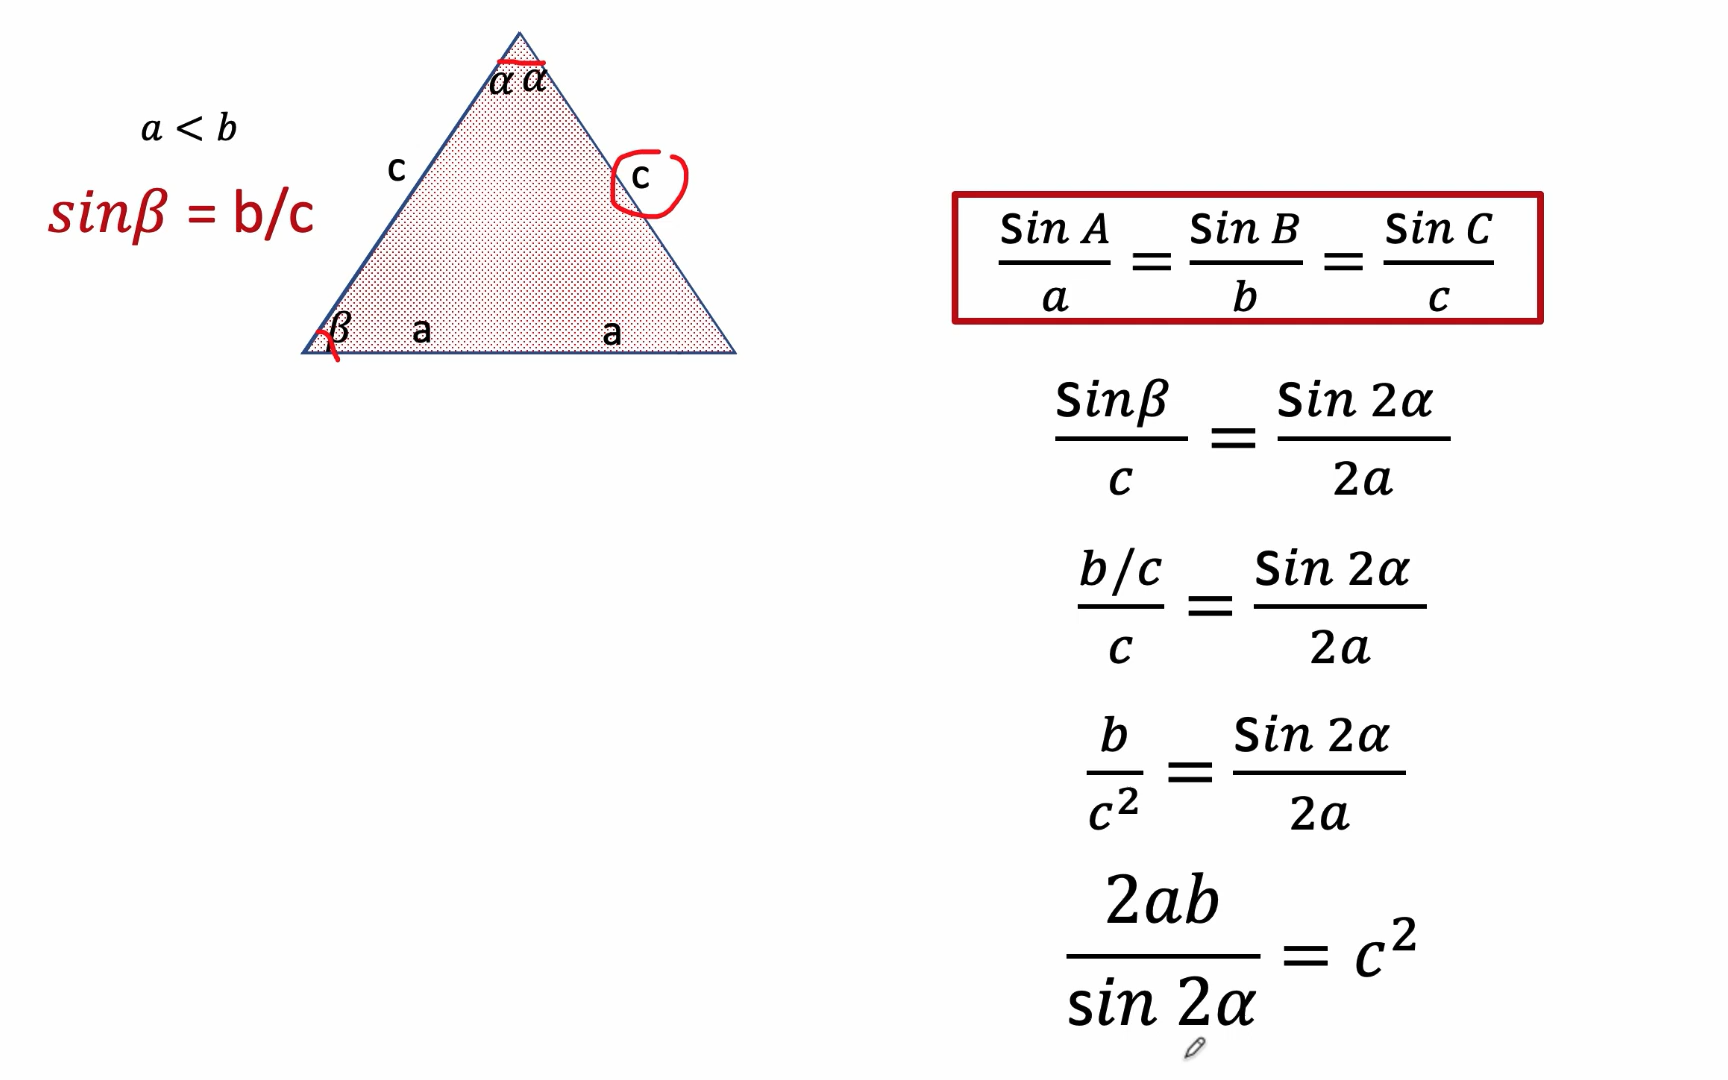 α α
a < b
c
c
sinβ = b/c
β a a
Sin A / a = Sin B / b = Sin C / c
Sinβ / c = Sin 2α / 2a
b/c / c = Sin 2α / 2a
b / c² = Sin 2α / 2a
2ab / sin 2α = c²